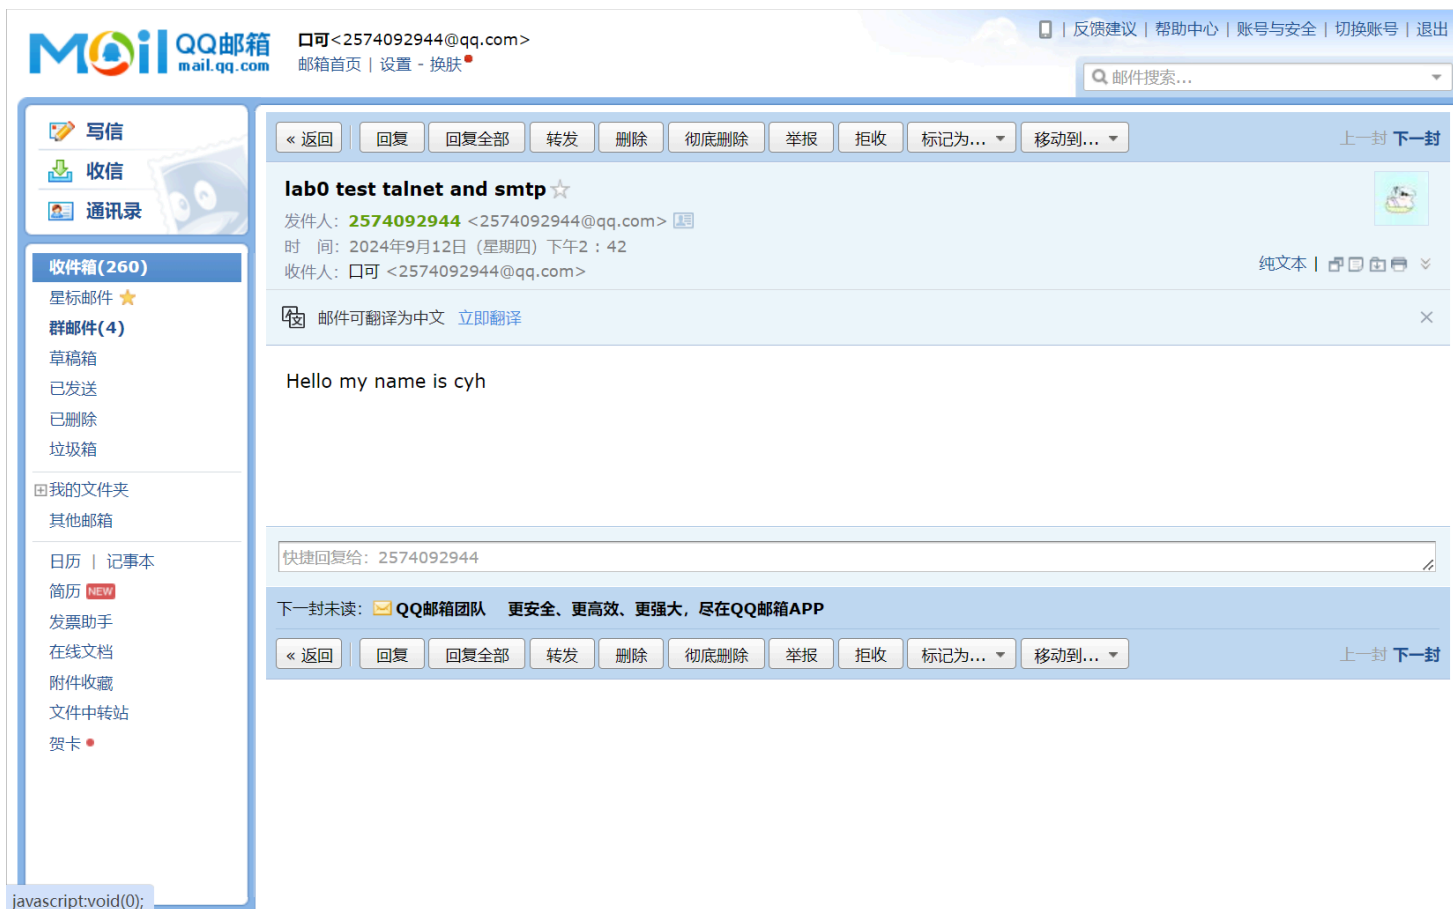 Mail QQ邮箱 mail.qq.com
口可<2574092944@qq.com>
邮箱首页 | 设置 - 换肤
| 反馈建议 | 帮助中心 | 账号与安全 | 切换账号 | 退出
邮件搜索...
写信
收信
通讯录
收件箱(260)
星标邮件
群邮件(4)
草稿箱
已发送
已删除
垃圾箱
我的文件夹
其他邮箱
日历 | 记事本
简历 NEW
发票助手
在线文档
附件收藏
文件中转站
贺卡
« 返回 回复 回复全部 转发 删除 彻底删除 举报 拒收 标记为... 移动到... 上一封 下一封
lab0 test talnet and smtp
发件人：2574092944 <2574092944@qq.com>
时 间：2024年9月12日（星期四）下午2：42
收件人：口可 <2574092944@qq.com>
纯文本 |
邮件可翻译为中文 立即翻译
Hello my name is cyh
快捷回复给：2574092944
下一封未读： QQ邮箱团队 更安全、更高效、更强大，尽在QQ邮箱APP
« 返回 回复 回复全部 转发 删除 彻底删除 举报 拒收 标记为... 移动到... 上一封 下一封
javascript:void(0);